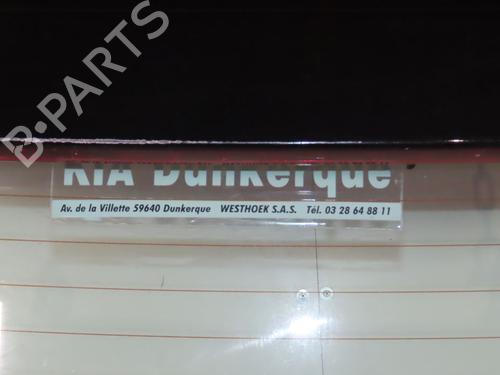 B-PARTS
KIA Dunkerque
Av. de la Villette 59640 Dunkerque WESTHOEK S.A.S. Tél. 03 28 64 88 11